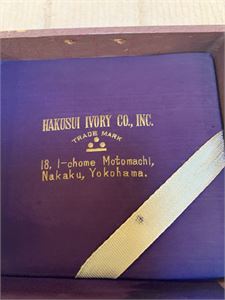 HAKUSUI IVORY CO., INC.
TRADE MARK
18, 1-chome Motomachi,
Nakaku, Yokohama.